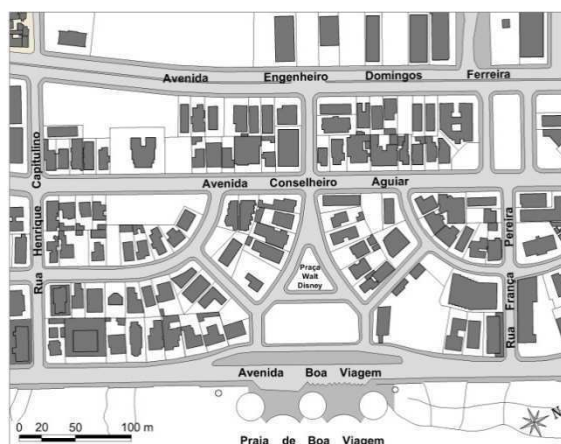 Avenida Engenheiro Domingos Ferreira
Rua Henrique Capitulino
Avenida Conselheiro Aguiar
Rua França Pereira
Praça
Walt
Disney
Avenida Boa Viagem
0 20 50 100 m
N
Praia de Boa Viagem